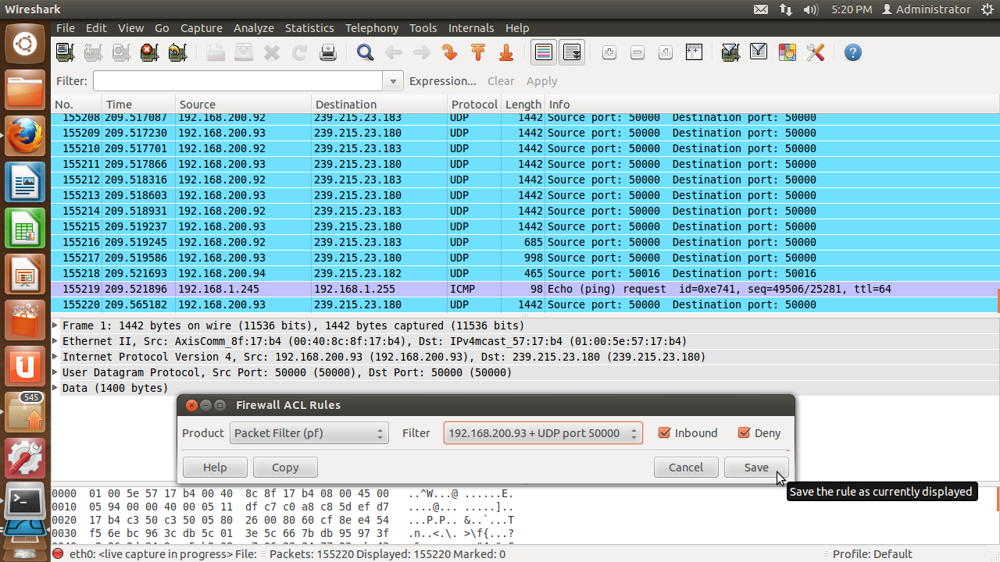 Wireshark 5:20 PM Administrator
File Edit View Go Capture Analyze Statistics Telephony Tools Internals Help
Filter: Expression... Clear Apply
No. Time Source Destination Protocol Length Info
155208 209.517087 192.168.200.92 239.215.23.183 UDP 1442 Source port: 50000 Destination port: 50000
155209 209.517230 192.168.200.93 239.215.23.180 UDP 1442 Source port: 50000 Destination port: 50000
155210 209.517701 192.168.200.92 239.215.23.183 UDP 1442 Source port: 50000 Destination port: 50000
155211 209.517866 192.168.200.93 239.215.23.180 UDP 1442 Source port: 50000 Destination port: 50000
155212 209.518316 192.168.200.92 239.215.23.183 UDP 1442 Source port: 50000 Destination port: 50000
155213 209.518603 192.168.200.93 239.215.23.180 UDP 1442 Source port: 50000 Destination port: 50000
155214 209.518931 192.168.200.92 239.215.23.183 UDP 1442 Source port: 50000 Destination port: 50000
155215 209.519237 192.168.200.93 239.215.23.180 UDP 1442 Source port: 50000 Destination port: 50000
155216 209.519245 192.168.200.92 239.215.23.183 UDP 685 Source port: 50000 Destination port: 50000
155217 209.519586 192.168.200.93 239.215.23.180 UDP 998 Source port: 50000 Destination port: 50000
155218 209.521693 192.168.200.94 239.215.23.182 UDP 465 Source port: 50016 Destination port: 50016
155219 209.521896 192.168.1.245 192.168.1.255 ICMP 98 Echo (ping) request id=0xe741, seq=49506/25281, ttl=64
155220 209.565182 192.168.200.93 239.215.23.180 UDP 1442 Source port: 50000 Destination port: 50000
Frame 1: 1442 bytes on wire (11536 bits), 1442 bytes captured (11536 bits)
Ethernet II, Src: AxisComm_8f:17:b4 (00:40:8c:8f:17:b4), Dst: IPv4mcast_57:17:b4 (01:00:5e:57:17:b4)
Internet Protocol Version 4, Src: 192.168.200.93 (192.168.200.93), Dst: 239.215.23.180 (239.215.23.180)
User Datagram Protocol, Src Port: 50000 (50000), Dst Port: 50000 (50000)
Data (1400 bytes)
545
Firewall ACL Rules
Product Packet Filter (pf) Filter 192.168.200.93 + UDP port 50000 Inbound Deny
Help Copy Cancel Save
Save the rule as currently displayed
0000 01 00 5e 57 17 b4 00 40 8c 8f 17 b4 08 00 45 00 ..^W...@ ......E.
0010 05 94 00 00 40 00 05 11 df c7 c0 a8 c8 5d ef d7 ....@... .....]..
0020 17 b4 c3 50 c3 50 05 80 26 00 80 60 cf 8e e4 54 ...P.P.. &..`...T
0030 f5 6e bc 96 3c db 5c 01 3e 5c 66 7b db 95 97 3f .n..<.\. >\f{...?
eth0: <live capture in progress> File: Packets: 155220 Displayed: 155220 Marked: 0 Profile: Default